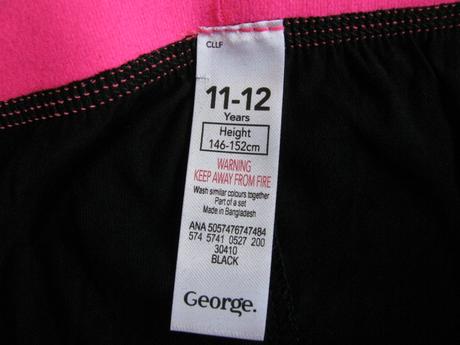 CLLF
11-12
Years
Height
146-152cm
WARNING
KEEP AWAY FROM FIRE
Wash similar colours together
Part of a set
Made in Bangladesh
ANA 5057476747484
574 5741 0527 200
30410
BLACK
George.